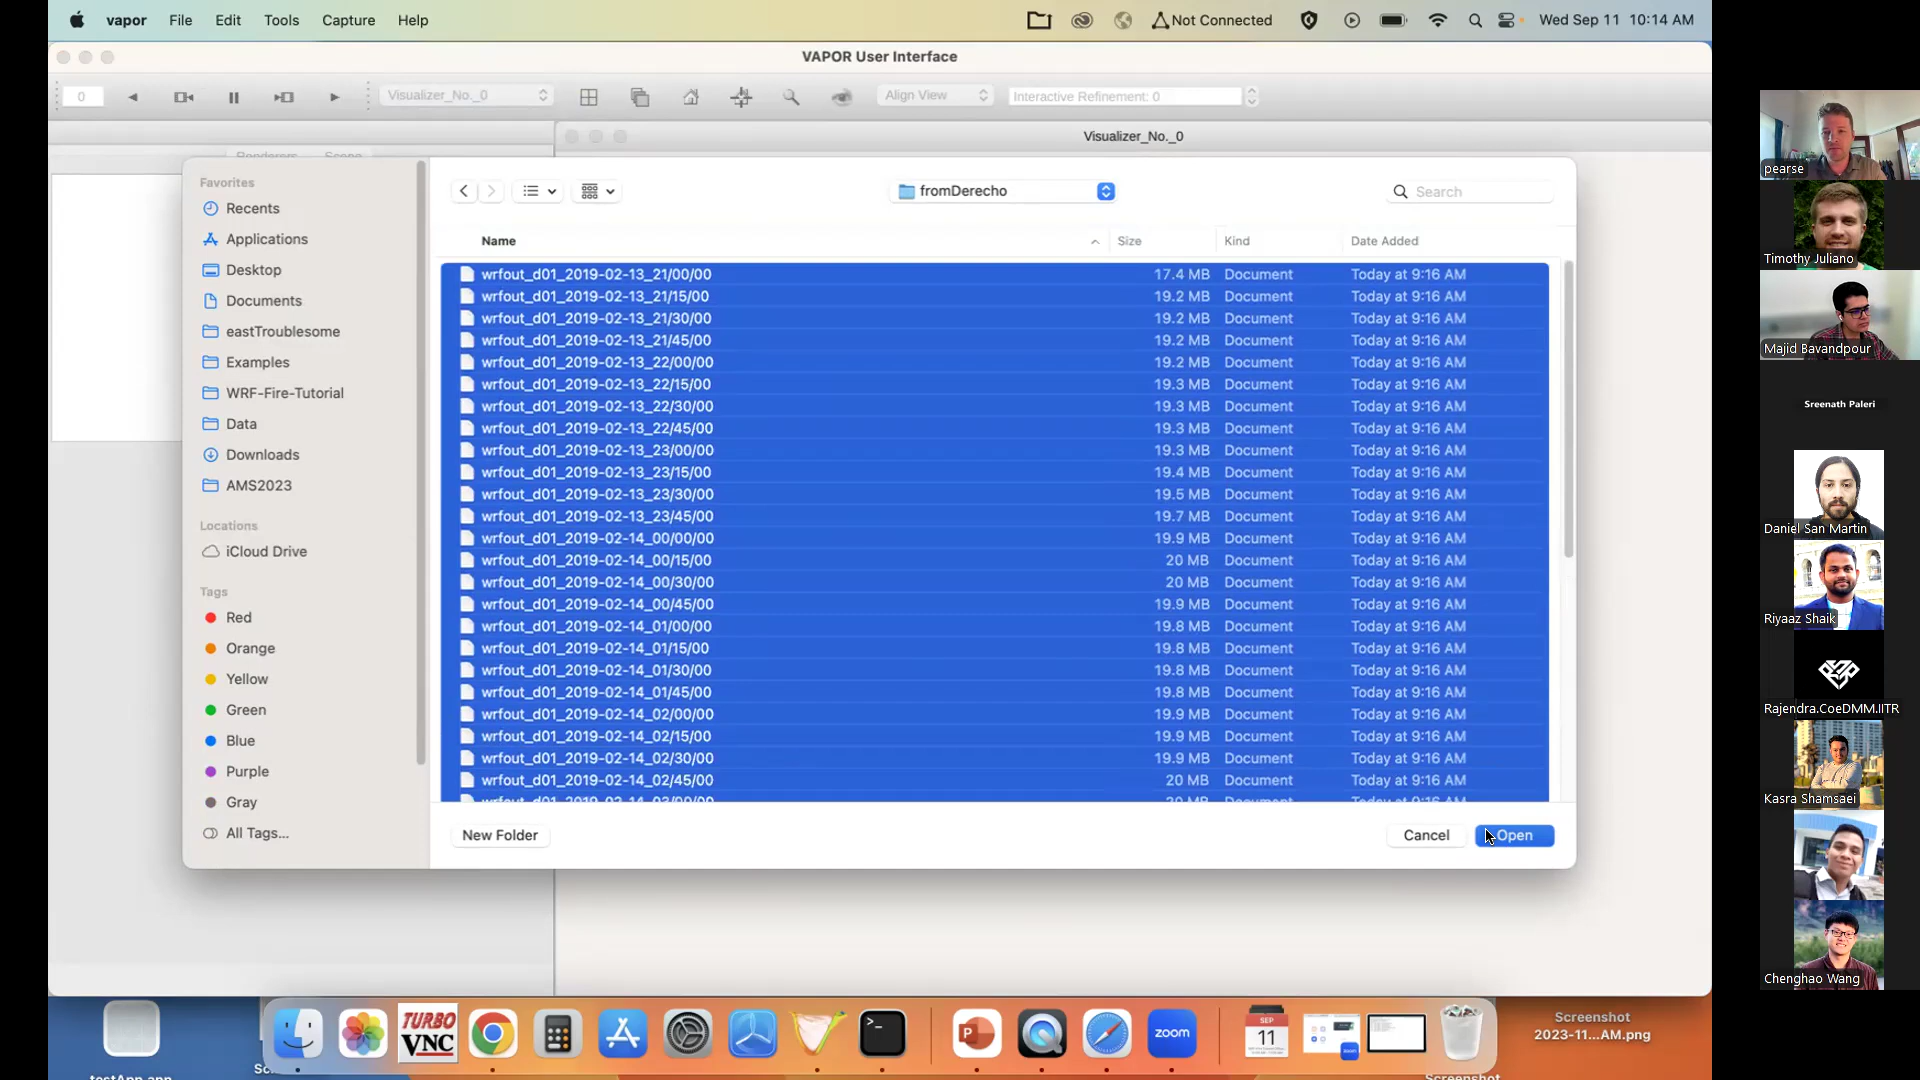 vapor File Edit Tools Capture Help Not Connected Wed Sep 11 10:14 AM
VAPOR User Interface
0 Visualizer_No._0 Align View Interactive Refinement: 0
Visualizer_No._0
Renderers Scene
Favorites
Recents
Applications
Desktop
Documents
eastTroublesome
Examples
WRF-Fire-Tutorial
Data
Downloads
AMS2023
Locations
iCloud Drive
Tags
Red
Orange
Yellow
Green
Blue
Purple
Gray
All Tags...
fromDerecho Search
Name Size Kind Date Added
wrfout_d01_2019-02-13_21/00/00 17.4 MB Document Today at 9:16 AM
wrfout_d01_2019-02-13_21/15/00 19.2 MB Document Today at 9:16 AM
wrfout_d01_2019-02-13_21/30/00 19.2 MB Document Today at 9:16 AM
wrfout_d01_2019-02-13_21/45/00 19.2 MB Document Today at 9:16 AM
wrfout_d01_2019-02-13_22/00/00 19.2 MB Document Today at 9:16 AM
wrfout_d01_2019-02-13_22/15/00 19.3 MB Document Today at 9:16 AM
wrfout_d01_2019-02-13_22/30/00 19.3 MB Document Today at 9:16 AM
wrfout_d01_2019-02-13_22/45/00 19.3 MB Document Today at 9:16 AM
wrfout_d01_2019-02-13_23/00/00 19.3 MB Document Today at 9:16 AM
wrfout_d01_2019-02-13_23/15/00 19.4 MB Document Today at 9:16 AM
wrfout_d01_2019-02-13_23/30/00 19.5 MB Document Today at 9:16 AM
wrfout_d01_2019-02-13_23/45/00 19.7 MB Document Today at 9:16 AM
wrfout_d01_2019-02-14_00/00/00 19.9 MB Document Today at 9:16 AM
wrfout_d01_2019-02-14_00/15/00 20 MB Document Today at 9:16 AM
wrfout_d01_2019-02-14_00/30/00 20 MB Document Today at 9:16 AM
wrfout_d01_2019-02-14_00/45/00 19.9 MB Document Today at 9:16 AM
wrfout_d01_2019-02-14_01/00/00 19.8 MB Document Today at 9:16 AM
wrfout_d01_2019-02-14_01/15/00 19.8 MB Document Today at 9:16 AM
wrfout_d01_2019-02-14_01/30/00 19.8 MB Document Today at 9:16 AM
wrfout_d01_2019-02-14_01/45/00 19.8 MB Document Today at 9:16 AM
wrfout_d01_2019-02-14_02/00/00 19.9 MB Document Today at 9:16 AM
wrfout_d01_2019-02-14_02/15/00 19.9 MB Document Today at 9:16 AM
wrfout_d01_2019-02-14_02/30/00 19.9 MB Document Today at 9:16 AM
wrfout_d01_2019-02-14_02/45/00 20 MB Document Today at 9:16 AM
wrfout_d01_2019-02-14_03/00/00 20 MB Document Today at 9:16 AM
New Folder Cancel Open
TURBO
VNC
zoom
SEP
11
zoom
Screenshot
2023-11...AM.png
testApp.app
Screenshot
pearse
Timothy Juliano
Majid Bavandpour
Sreenath Paleri
Daniel San Martin
Riyaaz Shaik
Rajendra.CoeDMM.IITR
Kasra Shamsaei
Chenghao Wang